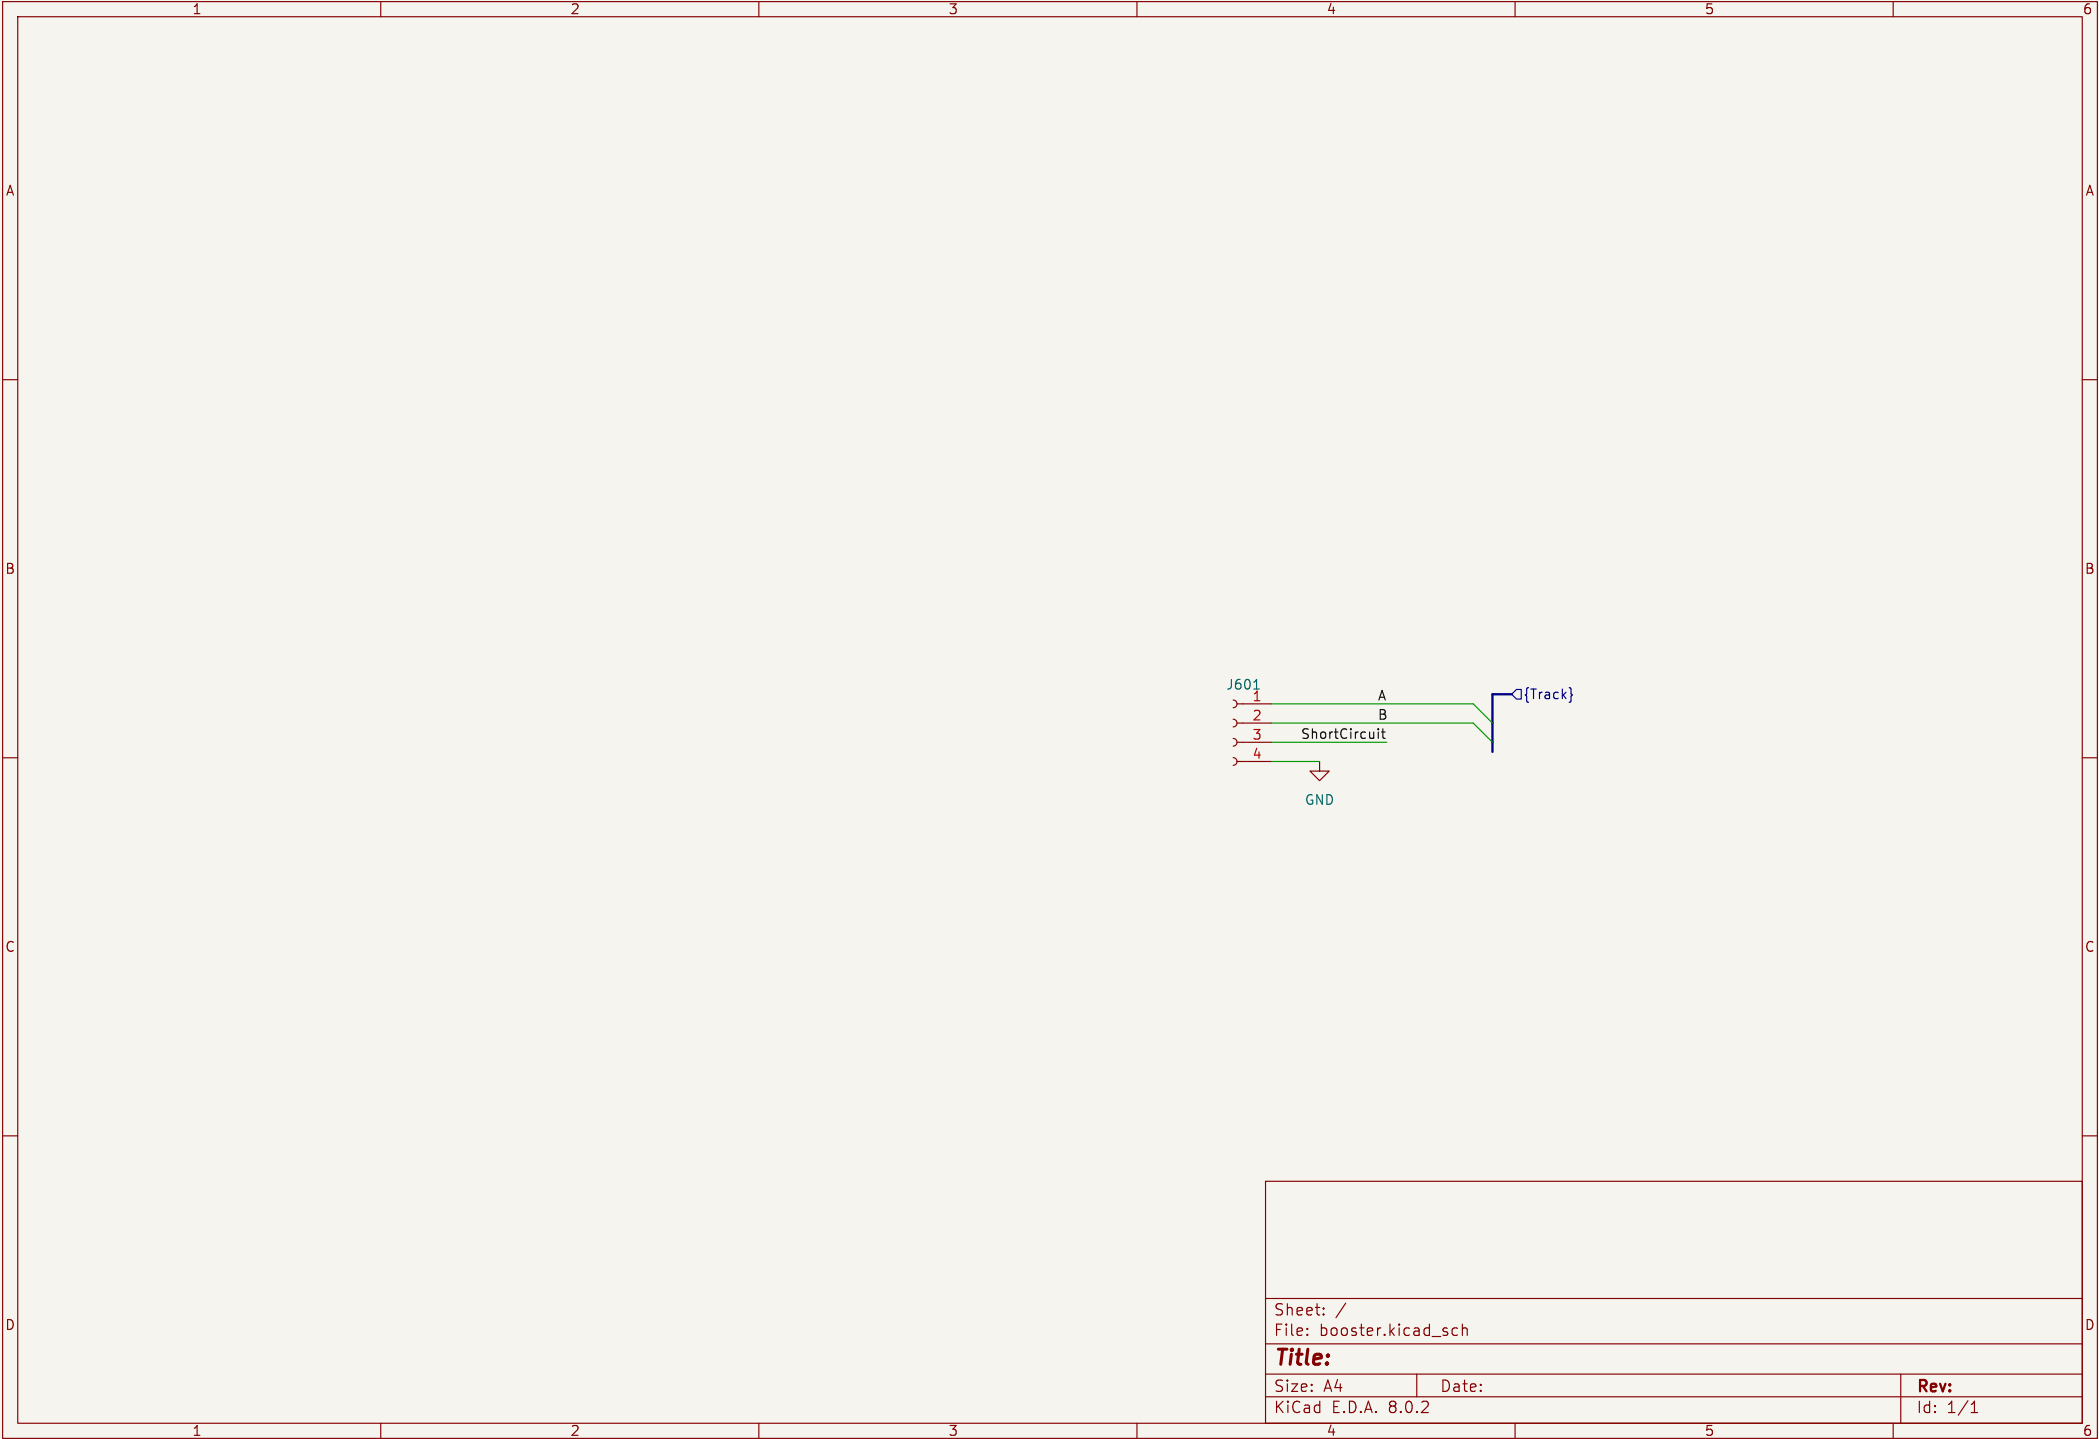 1 2 3 4 5 6
A A
B B
J601
1 A {Track}
2 B
3 ShortCircuit
4
GND
C C
Sheet: /
File: booster.kicad_sch
D D
Title:
Size: A4 Date: Rev:
KiCad E.D.A. 8.0.2 Id: 1/1
1 2 3 4 5 6